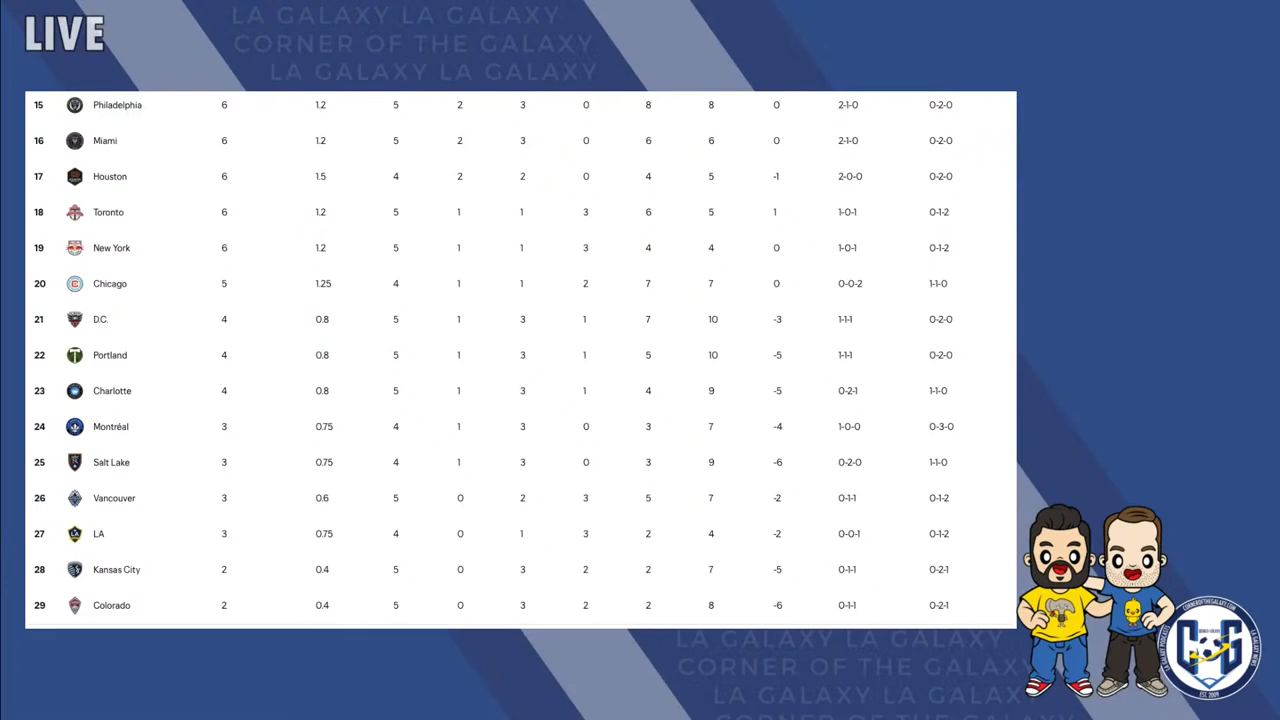 LIVE
LA GALAXY LA GALAXY
CORNER OF THE GALAXY
LA GALAXY LA GALAXY
15 Philadelphia 6 1.2 5 2 3 0 8 8 0 2-1-0 0-2-0
16 Miami 6 1.2 5 2 3 0 6 6 0 2-1-0 0-2-0
17 Houston 6 1.5 4 2 2 0 4 5 -1 2-0-0 0-2-0
18 Toronto 6 1.2 5 1 1 3 6 5 1 1-0-1 0-1-2
19 New York 6 1.2 5 1 1 3 4 4 0 1-0-1 0-1-2
20 Chicago 5 1.25 4 1 1 2 7 7 0 0-0-2 1-1-0
21 D.C. 4 0.8 5 1 3 1 7 10 -3 1-1-1 0-2-0
22 Portland 4 0.8 5 1 3 1 5 10 -5 1-1-1 0-2-0
23 Charlotte 4 0.8 5 1 3 1 4 9 -5 0-2-1 1-1-0
24 Montréal 3 0.75 4 1 3 0 3 7 -4 1-0-0 0-3-0
25 Salt Lake 3 0.75 4 1 3 0 3 9 -6 0-2-0 1-1-0
26 Vancouver 3 0.6 5 0 2 3 5 7 -2 0-1-1 0-1-2
27 LA 3 0.75 4 0 1 3 2 4 -2 0-0-1 0-1-2
28 Kansas City 2 0.4 5 0 3 2 2 7 -5 0-1-1 0-2-1
29 Colorado 2 0.4 5 0 3 2 2 8 -6 0-1-1 0-2-1
LA GALAXY LA GALAXY
CORNER OF THE GALAXY
LA GALAXY LA GALAXY
CORNEROFTHEGALAXY.COM
LA GALAXY PODCASTS
LA GALAXY NEWS
EST. 2009